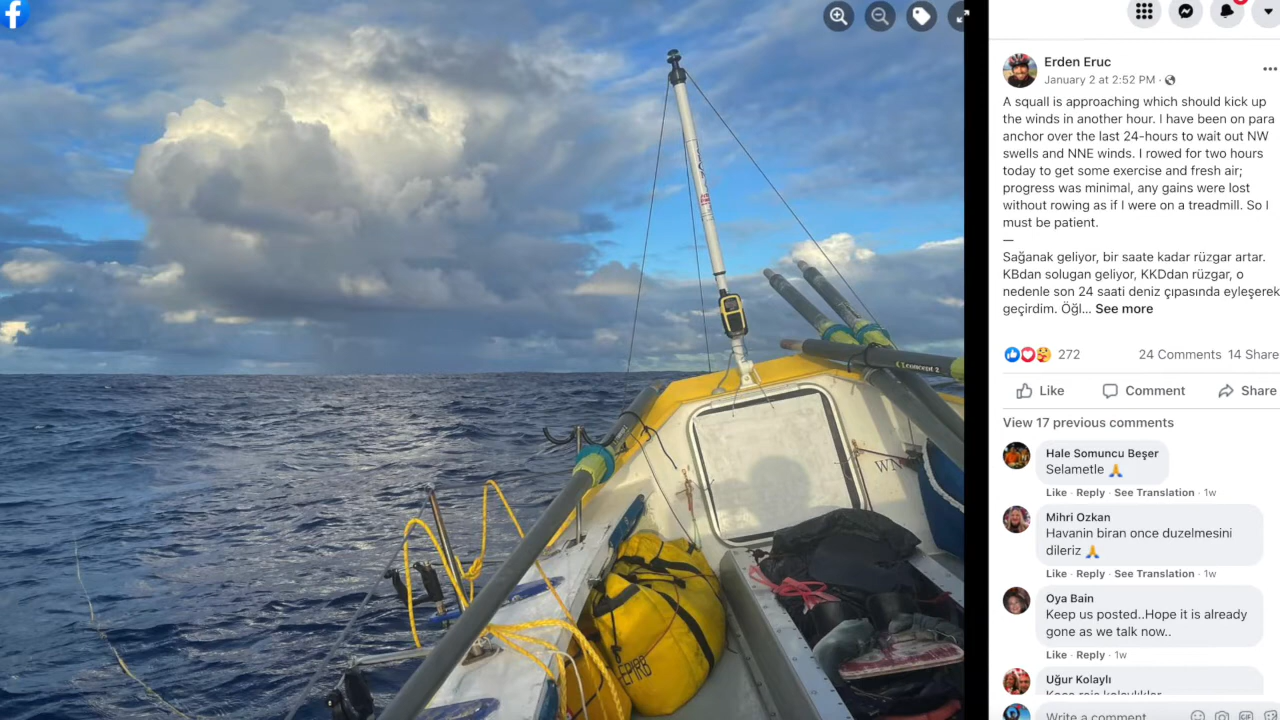 f
concept 2
EPIRB
Erden Eruc
January 2 at 2:52 PM ·
A squall is approaching which should kick up
the winds in another hour. I have been on para
anchor over the last 24-hours to wait out NW
swells and NNE winds. I rowed for two hours
today to get some exercise and fresh air;
progress was minimal, any gains were lost
without rowing as if I were on a treadmill. So I
must be patient.
—
Sağanak geliyor, bir saate kadar rüzgar artar.
KBdan solugan geliyor, KKDdan rüzgar, o
nedenle son 24 saati deniz çıpasında eyleşerek
geçirdim. Öğl... See more
272 24 Comments 14 Share
Like Comment Share
View 17 previous comments
Hale Somuncu Beşer
Selametle 🙏
Like · Reply · See Translation · 1w
Mihri Ozkan
Havanin biran once duzelmesini
dileriz 🙏
Like · Reply · See Translation · 1w
Oya Bain
Keep us posted..Hope it is already
gone as we talk now..
Like · Reply · 1w
Uğur Kolaylı
Write a comment